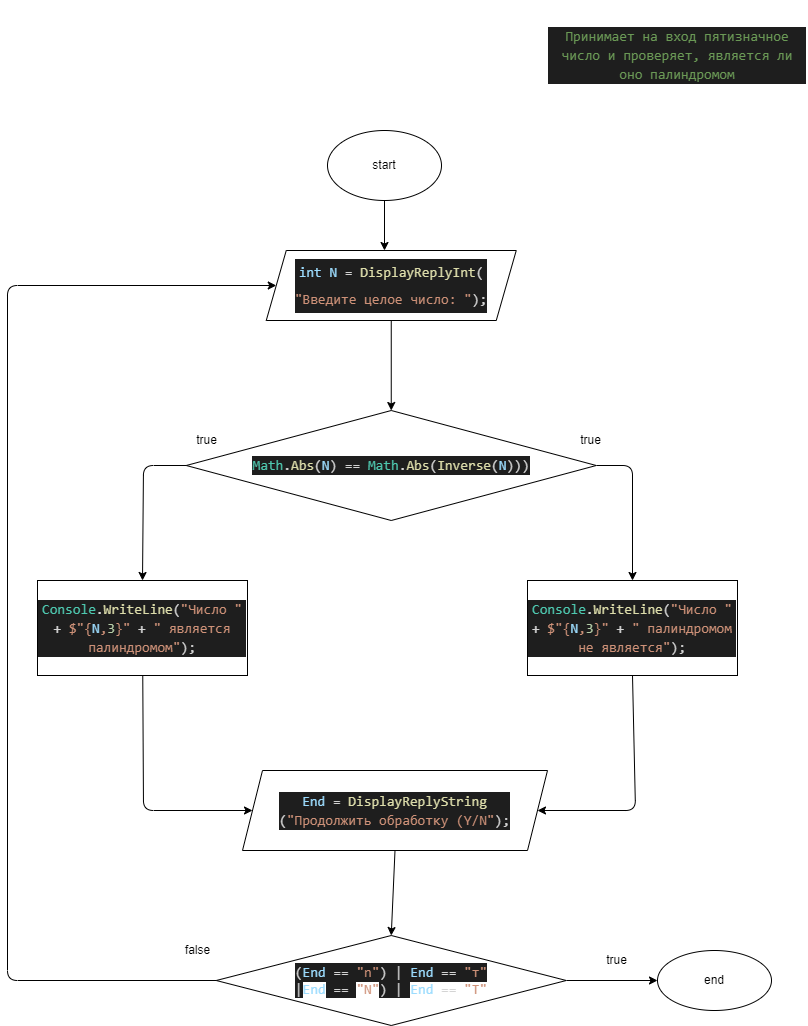 Принимает на вход пятизначное
число и проверяет, является ли
оно палиндромом
start
int N = DisplayReplyInt(
"Введите целое число: ");
true
true
Math.Abs(N) == Math.Abs(Inverse(N)))
Console.WriteLine("Число "
+ $"{N,3}" + " является
палиндромом");
Console.WriteLine("Число "
+ $"{N,3}" + " палиндромом
не является");
End = DisplayReplyString
("Продолжить обработку (Y/N");
false
true
(End == "n") | End == "т"
|End == "N") | End == "Т"
end